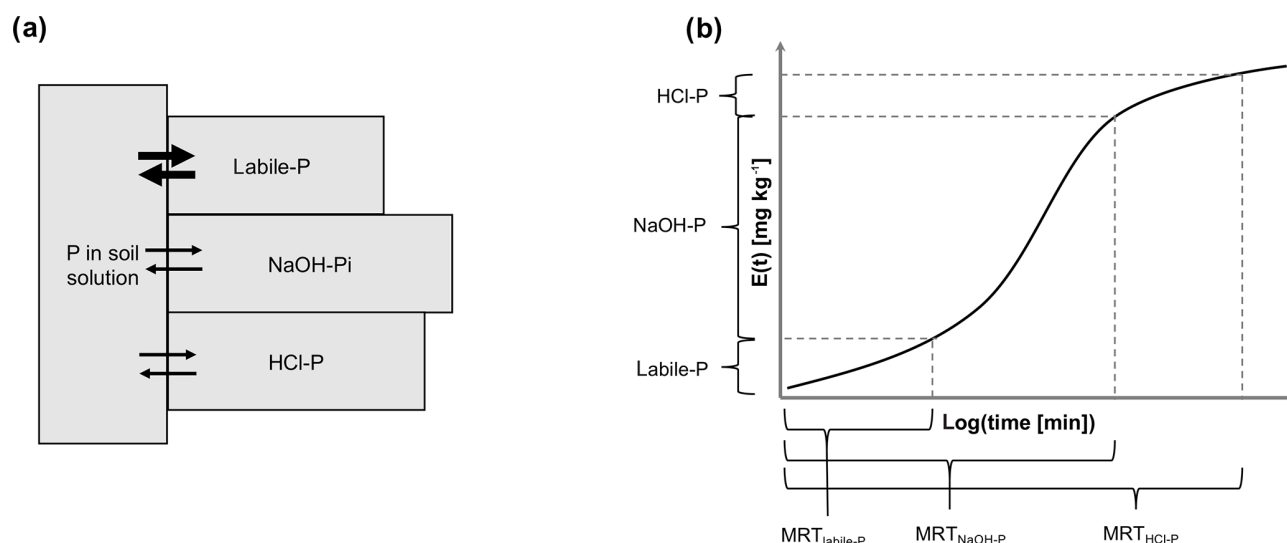 (a)
Labile-P
P in soil
solution
NaOH-Pi
HCl-P
(b)
HCl-P
NaOH-P
Labile-P
E(t) [mg kg⁻¹]
Log(time [min])
MRTlabile-P
MRTNaOH-P
MRTHCl-P